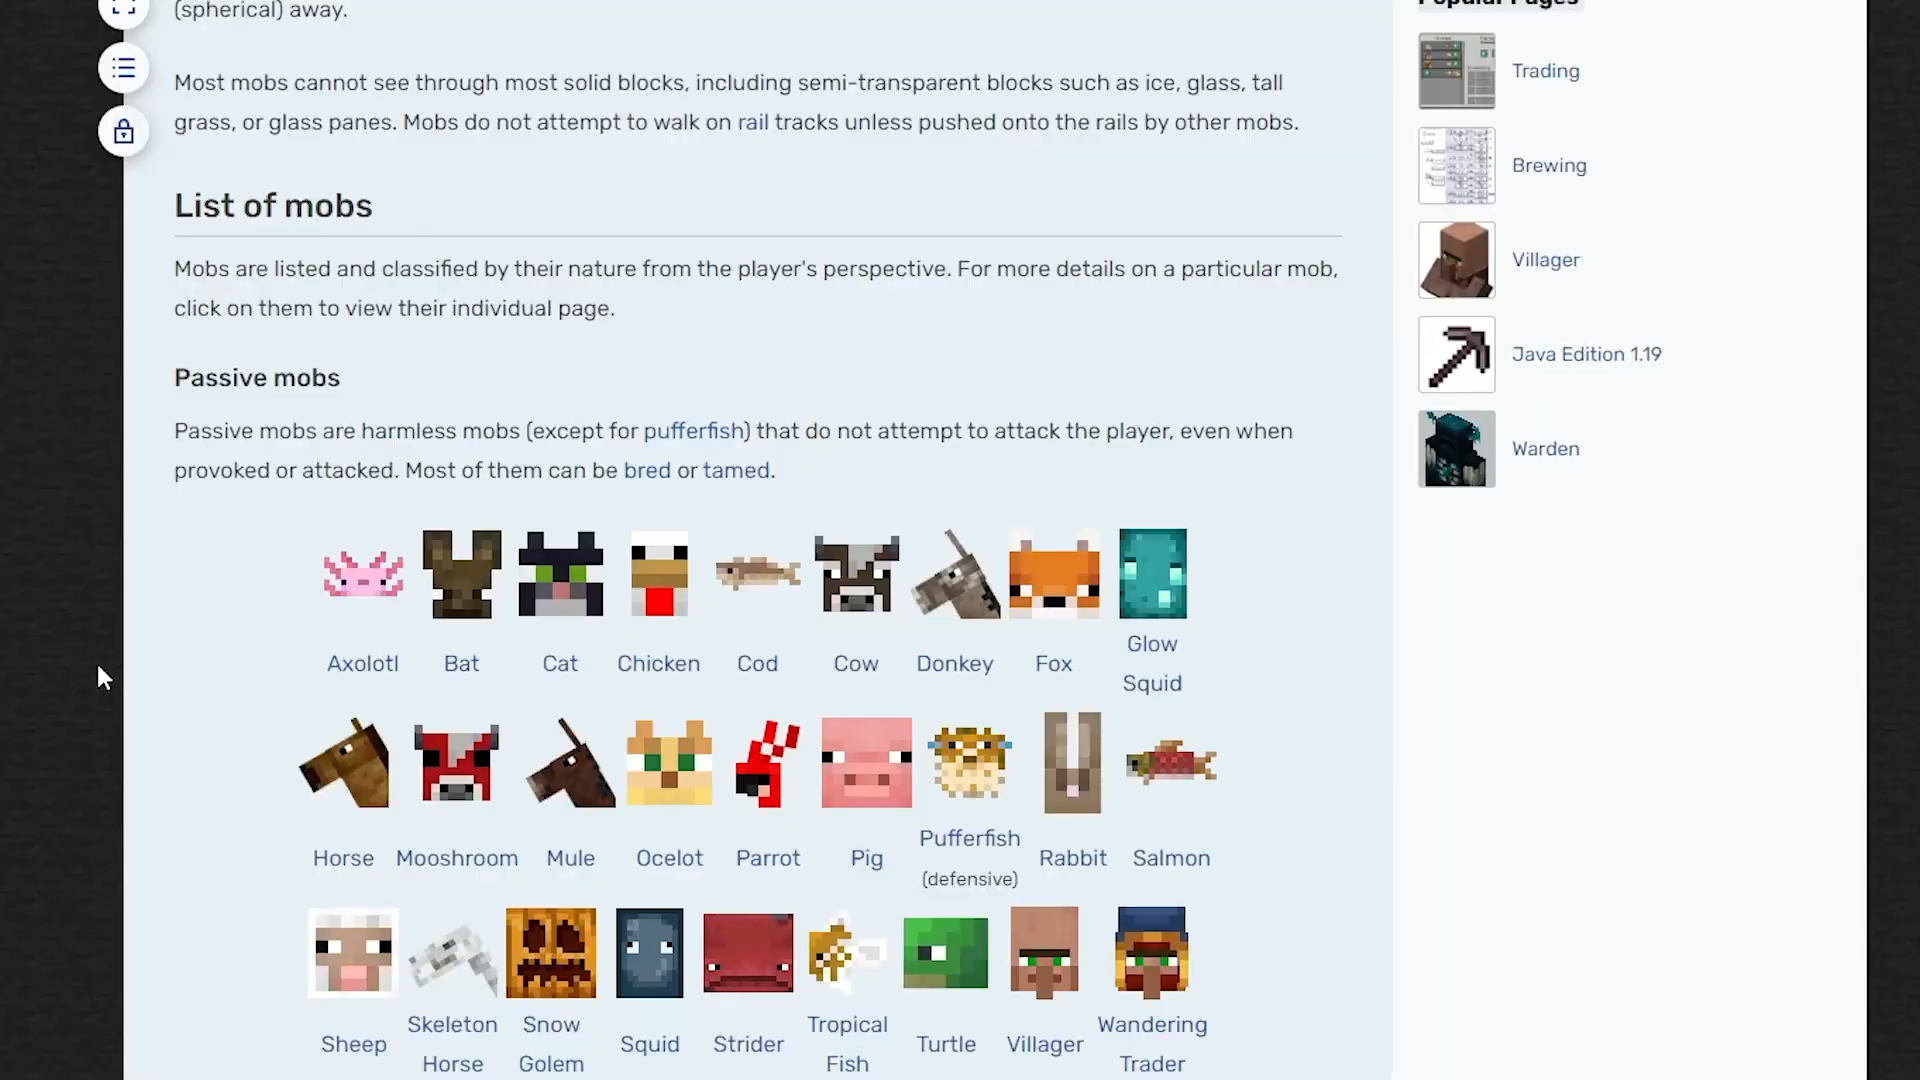 (spherical) away.
Most mobs cannot see through most solid blocks, including semi-transparent blocks such as ice, glass, tall
grass, or glass panes. Mobs do not attempt to walk on rail tracks unless pushed onto the rails by other mobs.
List of mobs
Mobs are listed and classified by their nature from the player's perspective. For more details on a particular mob,
click on them to view their individual page.
Passive mobs
Passive mobs are harmless mobs (except for pufferfish) that do not attempt to attack the player, even when
provoked or attacked. Most of them can be bred or tamed.
Axolotl Bat Cat Chicken Cod Cow Donkey Fox Glow
Squid
Horse Mooshroom Mule Ocelot Parrot Pig Pufferfish Rabbit Salmon
(defensive)
Sheep Skeleton Snow Squid Strider Tropical Turtle Villager Wandering
Horse Golem Fish Trader
Popular Pages
Trading
Brewing
Villager
Java Edition 1.19
Warden